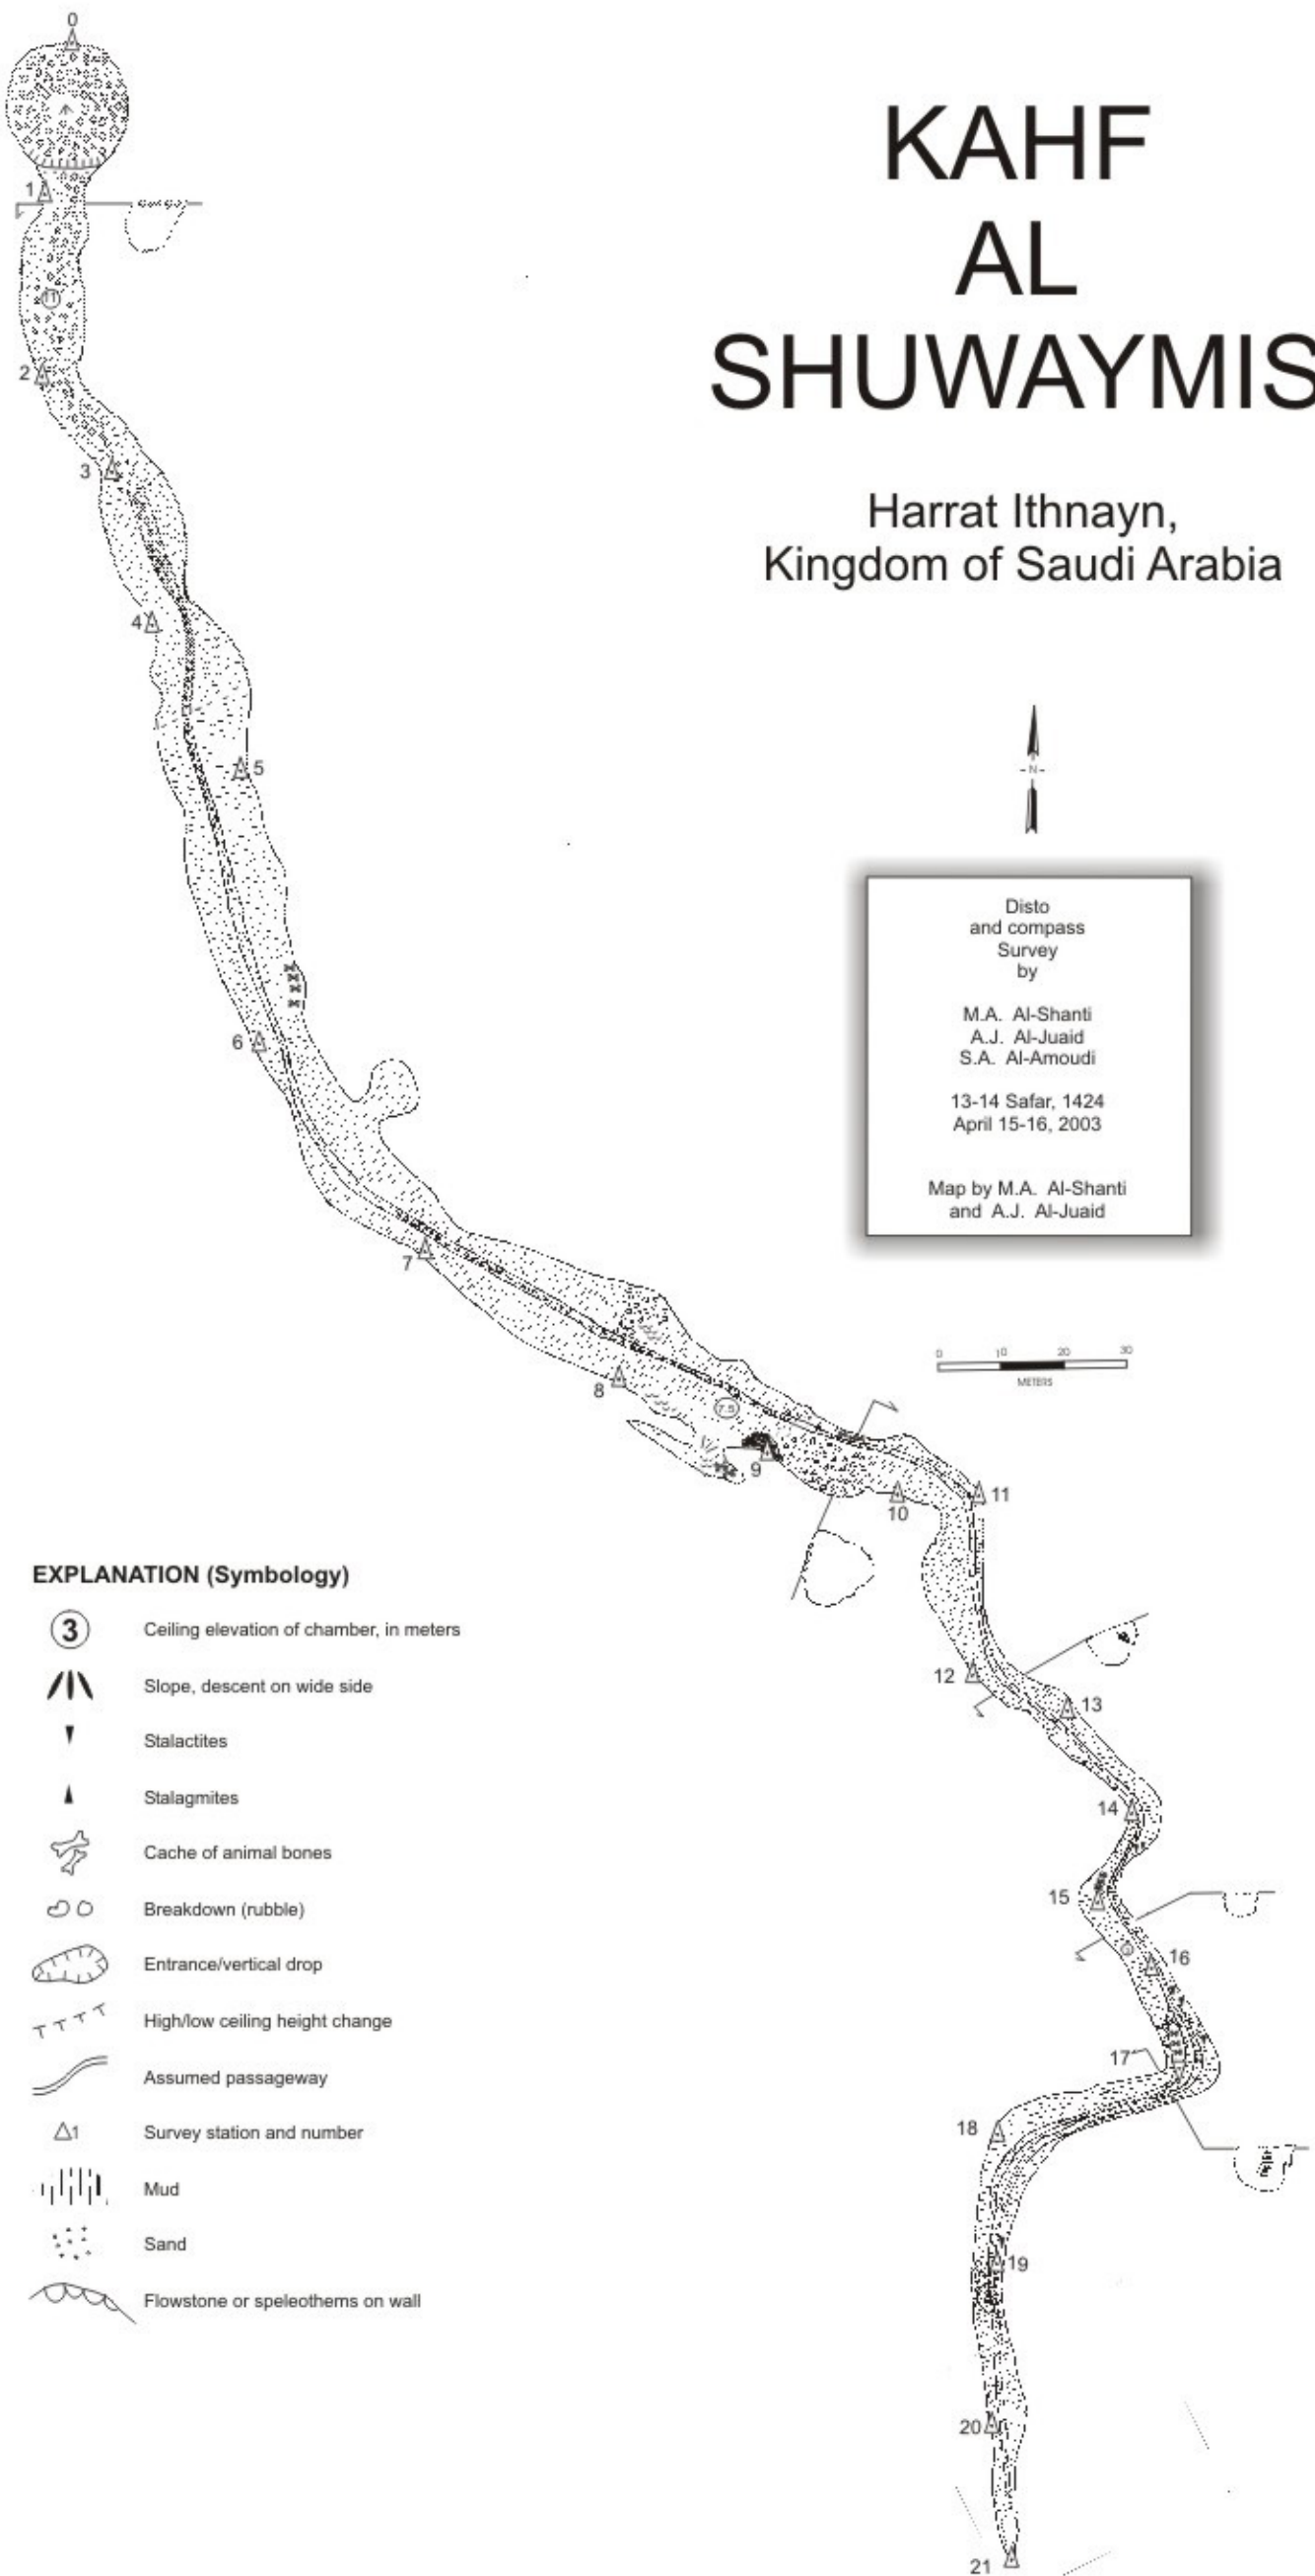 KAHF
AL
SHUWAYMIS
Harrat Ithnayn,
Kingdom of Saudi Arabia
-N-
Disto
and compass
Survey
by
M.A. Al-Shanti
A.J. Al-Juaid
S.A. Al-Amoudi
13-14 Safar, 1424
April 15-16, 2003
Map by M.A. Al-Shanti
and A.J. Al-Juaid
0 10 20 30
METERS
0
1
11
2
3
4
5
6
7
8
7.5
9
10
11
12
13
14
15
16
17
18
19
20
21
EXPLANATION (Symbology)
3 Ceiling elevation of chamber, in meters
Slope, descent on wide side
Stalactites
Stalagmites
Cache of animal bones
Breakdown (rubble)
Entrance/vertical drop
High/low ceiling height change
Assumed passageway
1 Survey station and number
Mud
Sand
Flowstone or speleothems on wall